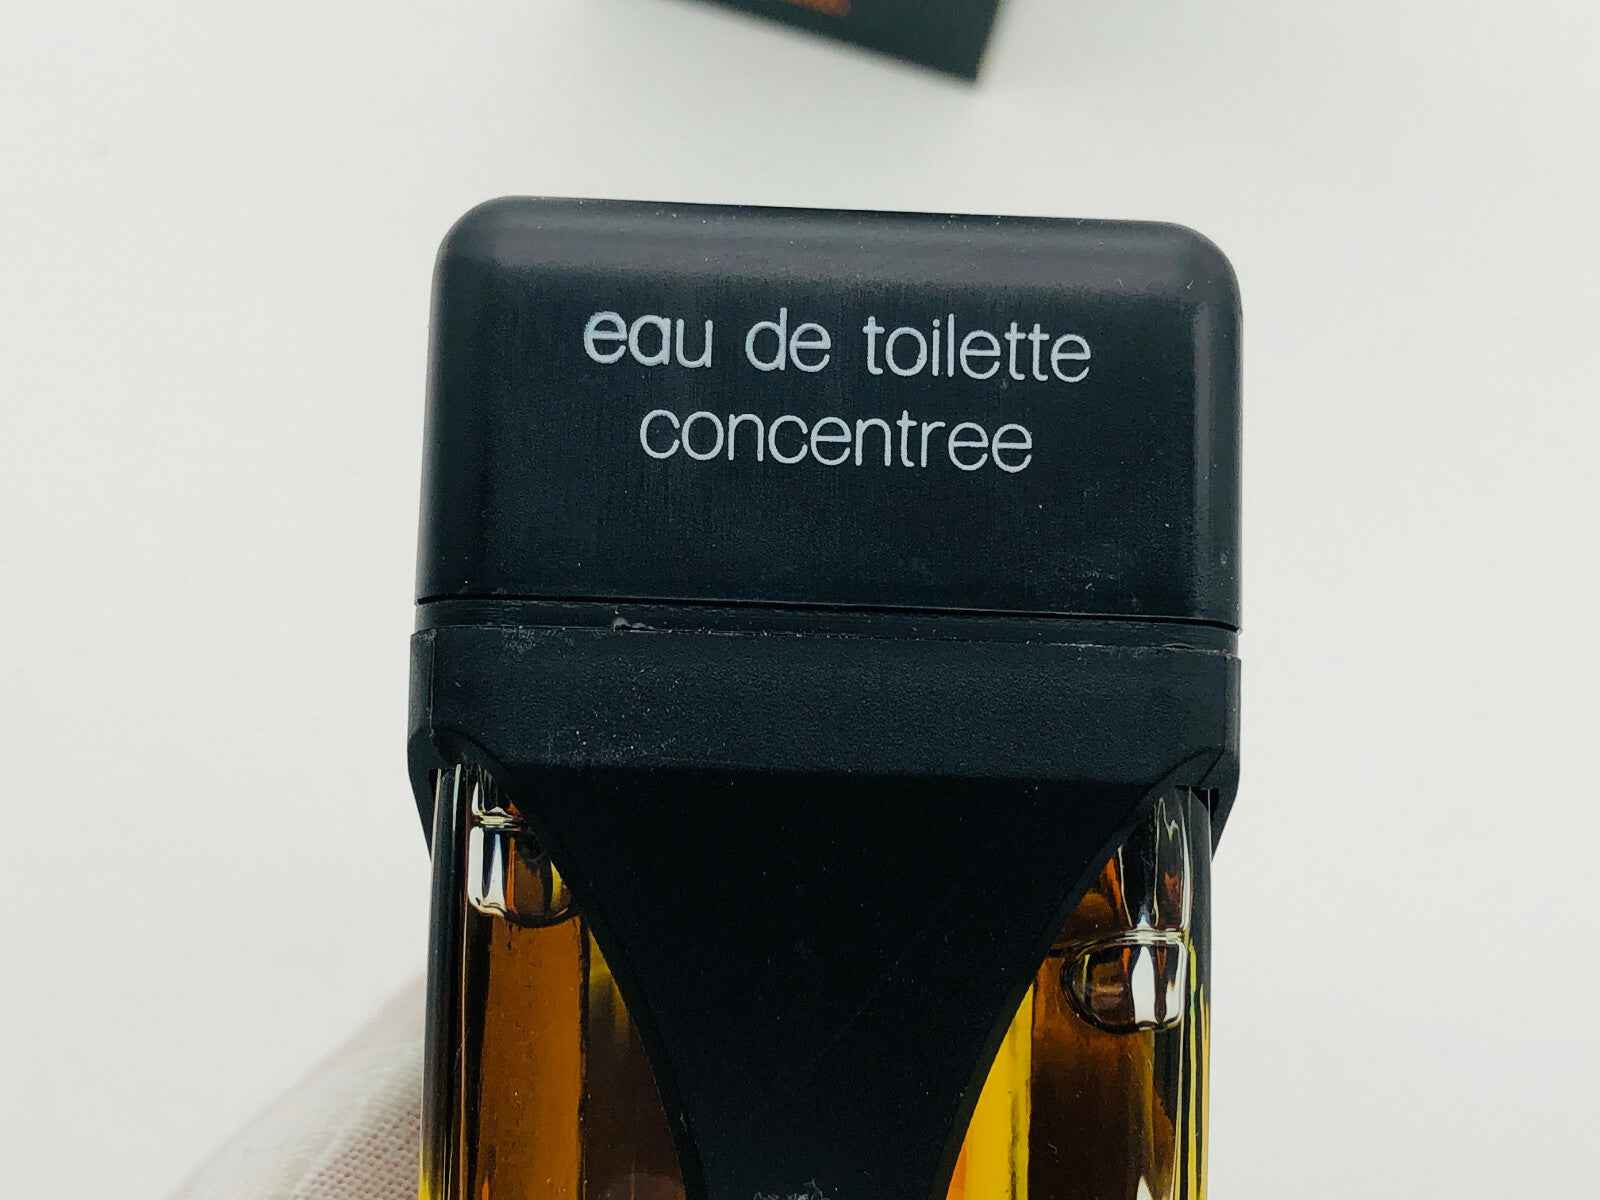 eau de toilette
concentree